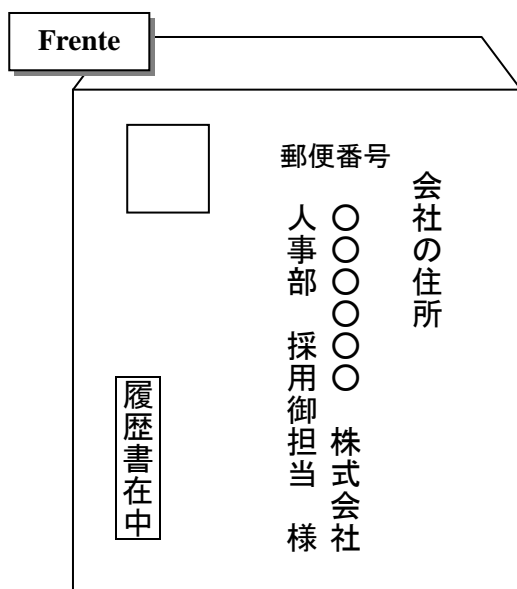 Frente
郵便番号
会社の住所
〇〇〇〇〇〇 株式会社
人事部 採用御担当 様
履歴書在中